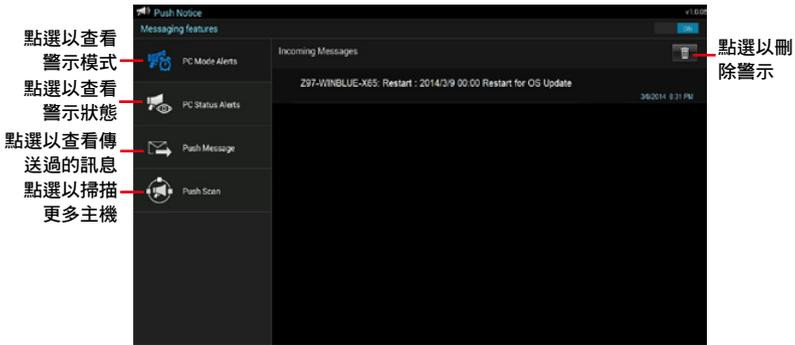 Push Notice
v1.0.05
Messaging features
ON
點選以查看
警示模式
PC Mode Alerts
Incoming Messages
點選以刪
除警示
Z97-WINBLUE-X65: Restart : 2014/3/9 00:00 Restart for OS Update
3/6/2014 8:31 PM
點選以查看
警示狀態
PC Status Alerts
點選以查看傳
送過的訊息
Push Message
點選以掃描
更多主機
Push Scan